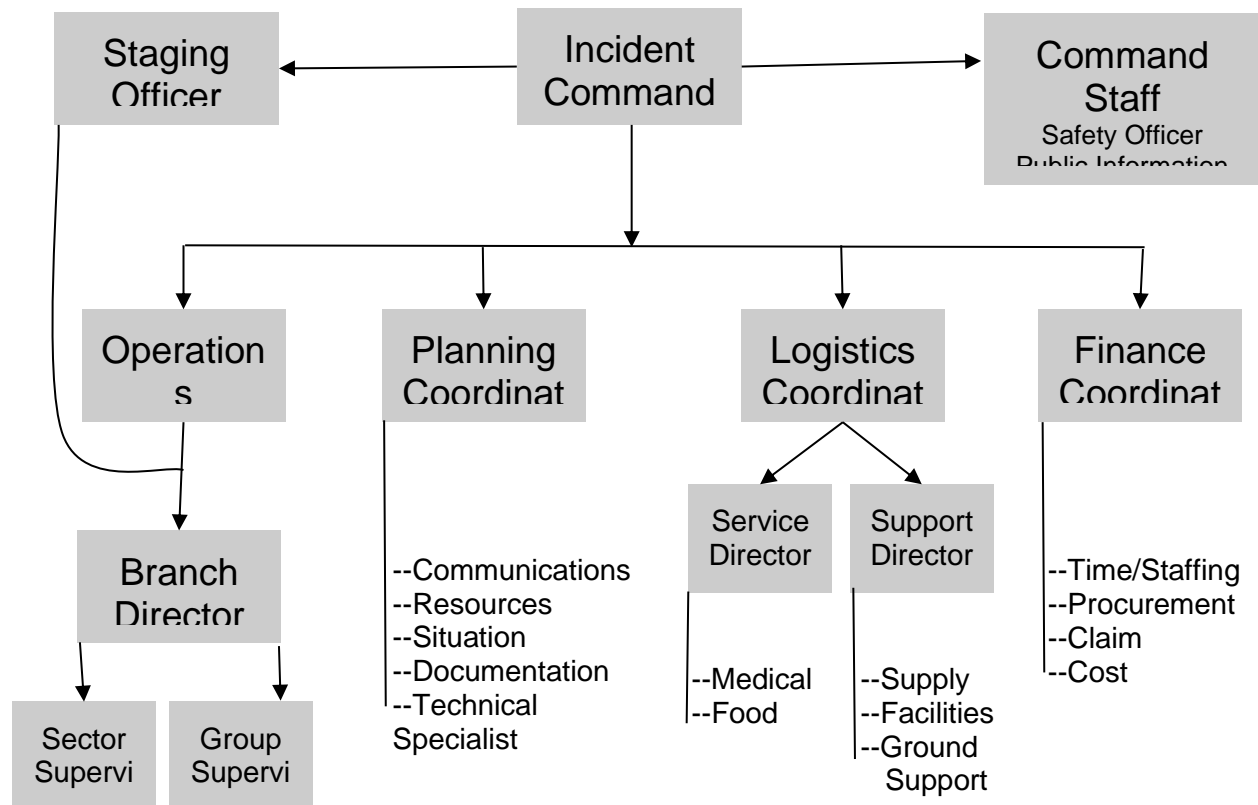 Staging
Officer
Incident
Command
Command
Staff
Safety Officer
Public Information
Operation
s
Planning
Coordinat
Logistics
Coordinat
Finance
Coordinat
Branch
Director
Sector
Supervi
Group
Supervi
--Communications
--Resources
--Situation
--Documentation
--Technical
Specialist
Service
Director
Support
Director
--Medical
--Food
--Supply
--Facilities
--Ground
Support
--Time/Staffing
--Procurement
--Claim
--Cost